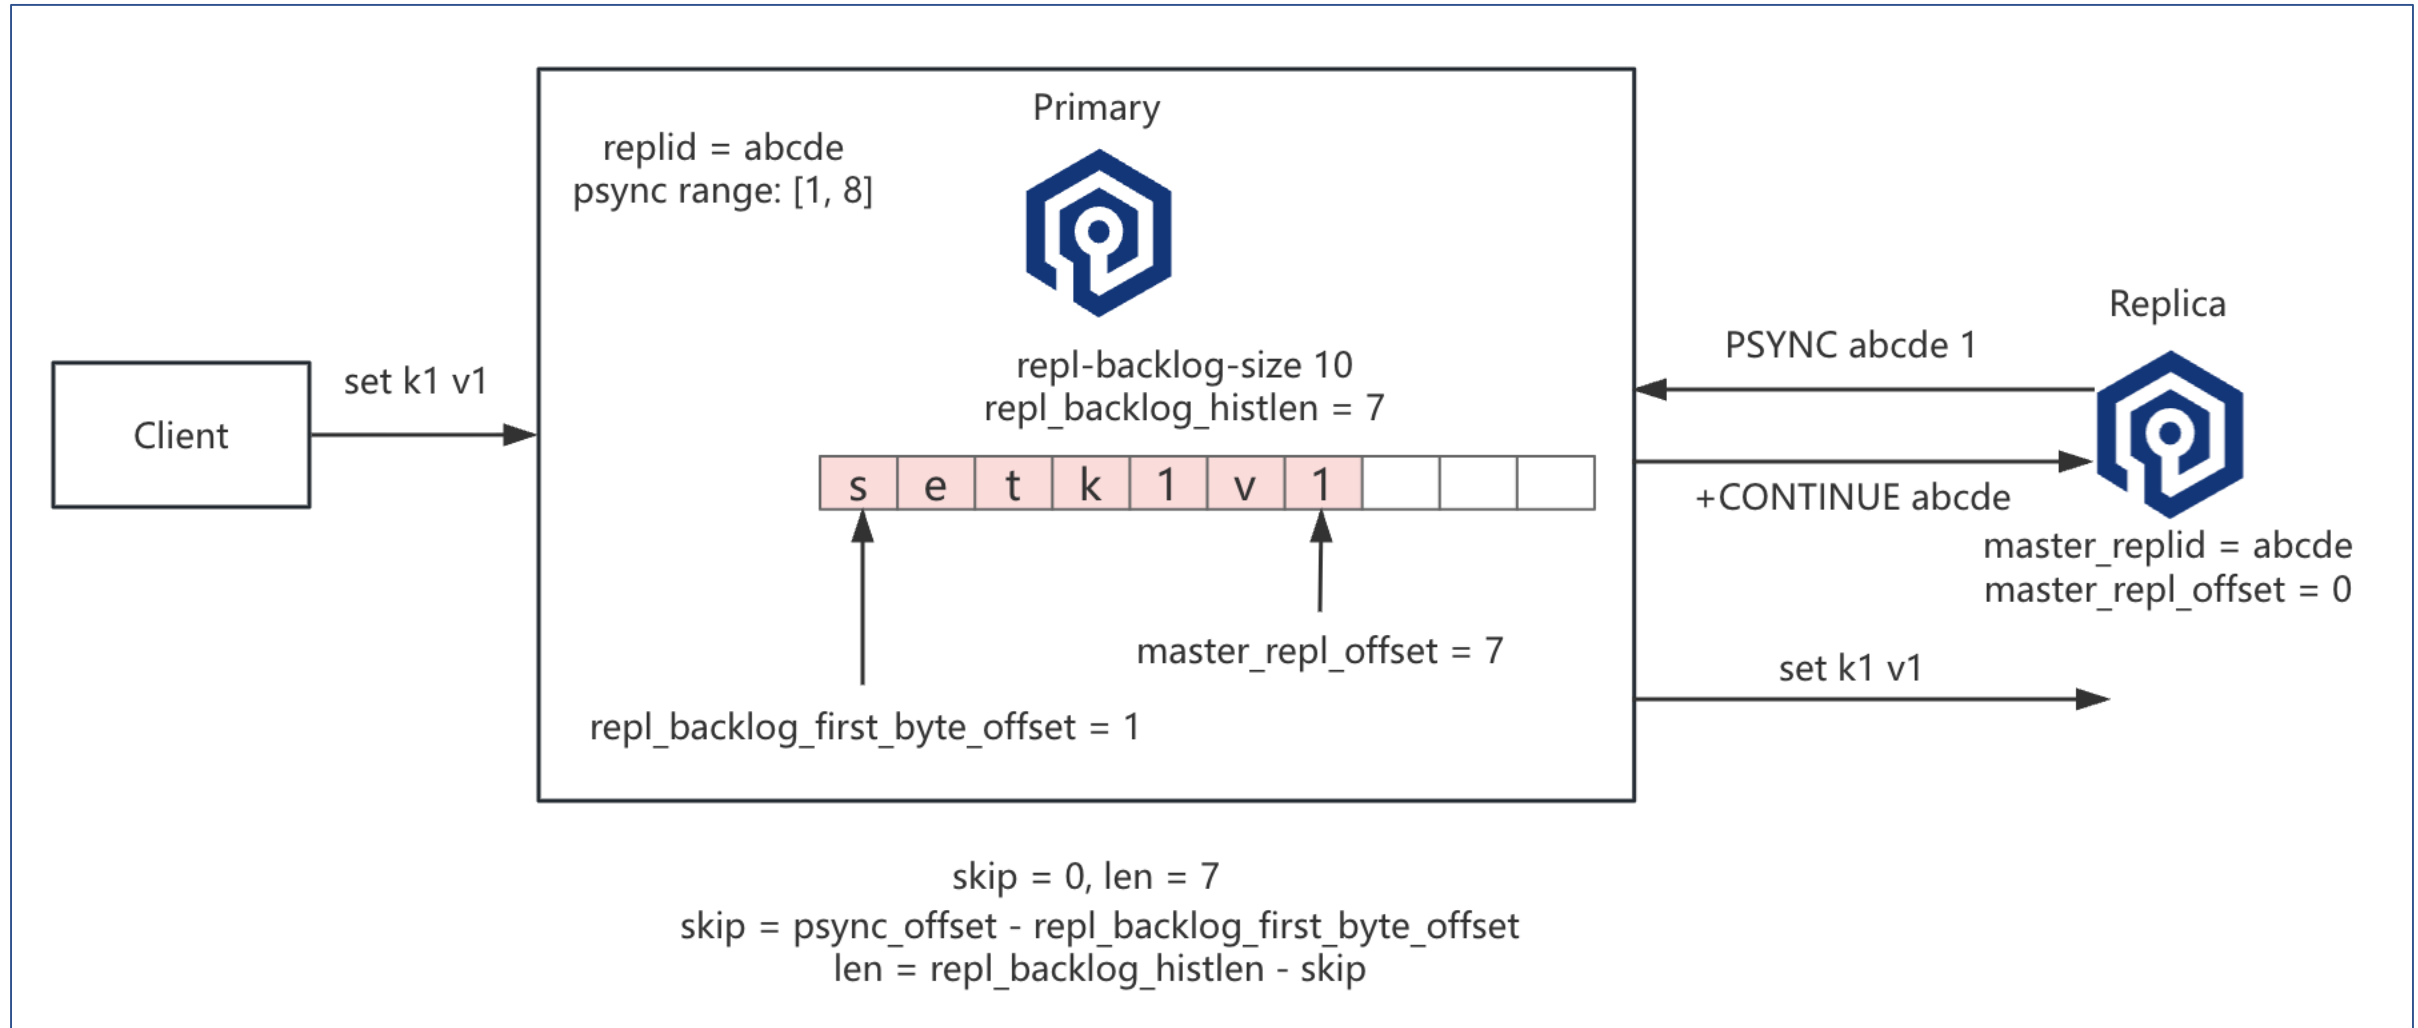 Primary
replid = abcde
psync range: [1, 8]
Replica
PSYNC abcde 1
repl-backlog-size 10
set k1 v1
repl_backlog_histlen = 7
Client
s e t k 1 v 1
+CONTINUE abcde
master_replid = abcde
master_repl_offset = 0
master_repl_offset = 7
set k1 v1
repl_backlog_first_byte_offset = 1
skip = 0, len = 7
skip = psync_offset - repl_backlog_first_byte_offset
len = repl_backlog_histlen - skip